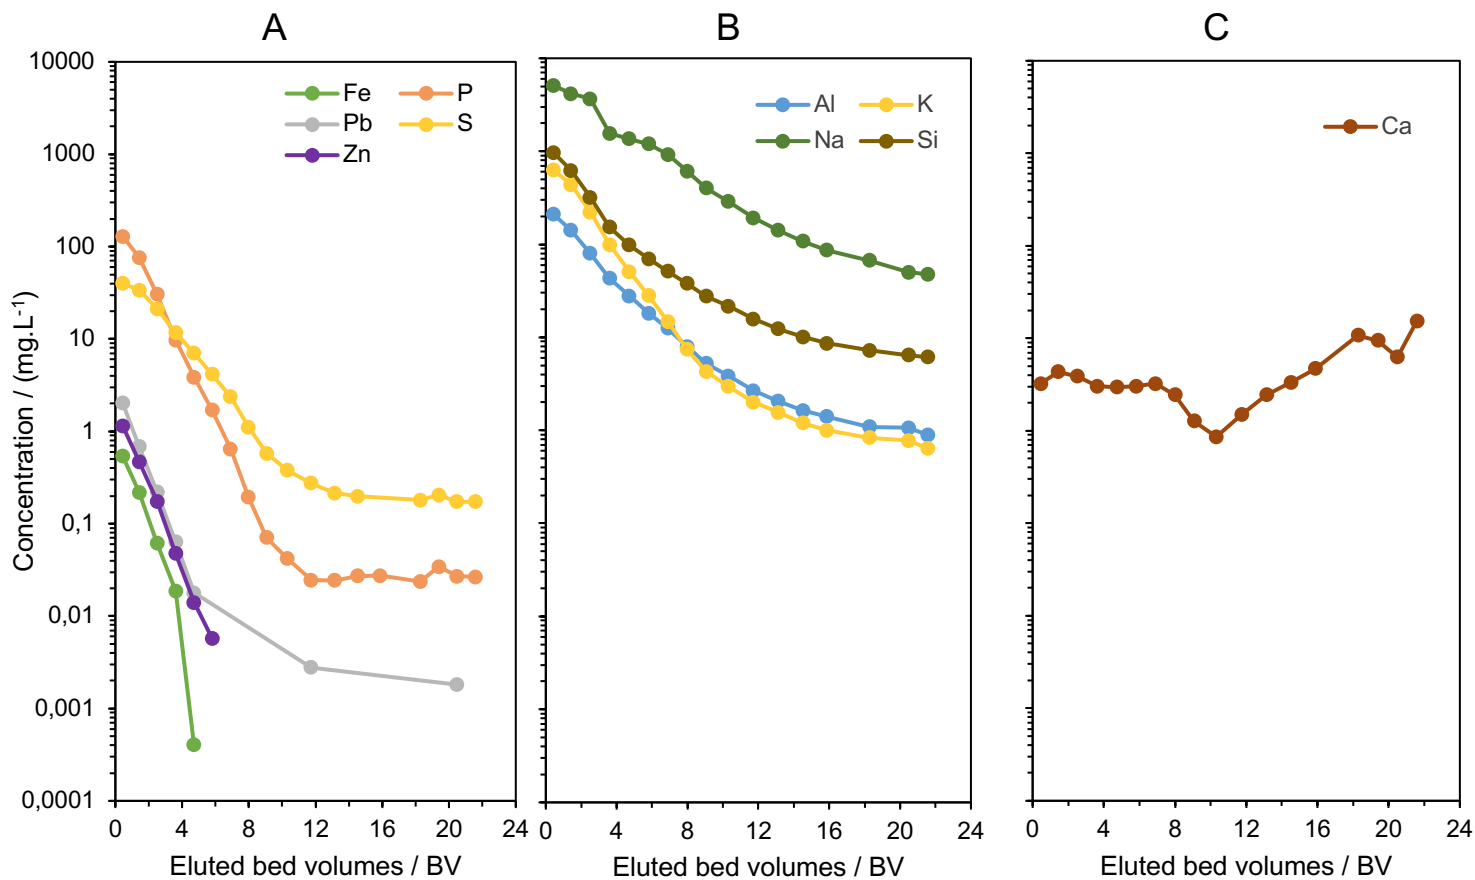 A B C
10000
1000
100
10
1
0,1
0,01
0,001
0,0001
Concentration / (mg.L⁻¹)
Fe P
Pb S
Zn
Al K
Na Si
Ca
0 4 8 12 16 20 24
0 4 8 12 16 20 24
0 4 8 12 16 20 24
Eluted bed volumes / BV
Eluted bed volumes / BV
Eluted bed volumes / BV